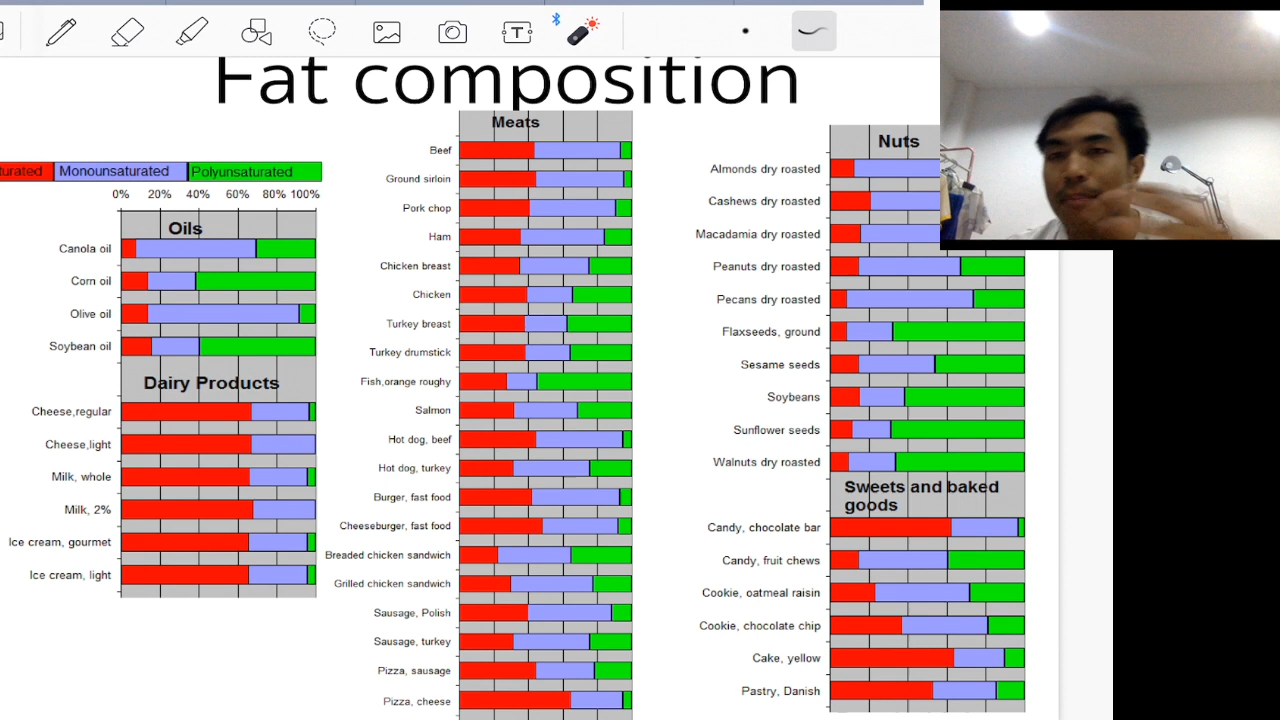 Fat composition
turated Monounsaturated Polyunsaturated
0% 20% 40% 60% 80% 100%
Oils
Canola oil
Corn oil
Olive oil
Soybean oil
Dairy Products
Cheese,regular
Cheese,light
Milk, whole
Milk, 2%
Ice cream, gourmet
Ice cream, light
Meats
Beef
Ground sirloin
Pork chop
Ham
Chicken breast
Chicken
Turkey breast
Turkey drumstick
Fish,orange roughy
Salmon
Hot dog, beef
Hot dog, turkey
Burger, fast food
Cheeseburger, fast food
Breaded chicken sandwich
Grilled chicken sandwich
Sausage, Polish
Sausage, turkey
Pizza, sausage
Pizza, cheese
Nuts
Almonds dry roasted
Cashews dry roasted
Macadamia dry roasted
Peanuts dry roasted
Pecans dry roasted
Flaxseeds, ground
Sesame seeds
Soybeans
Sunflower seeds
Walnuts dry roasted
Sweets and baked
goods
Candy, chocolate bar
Candy, fruit chews
Cookie, oatmeal raisin
Cookie, chocolate chip
Cake, yellow
Pastry, Danish